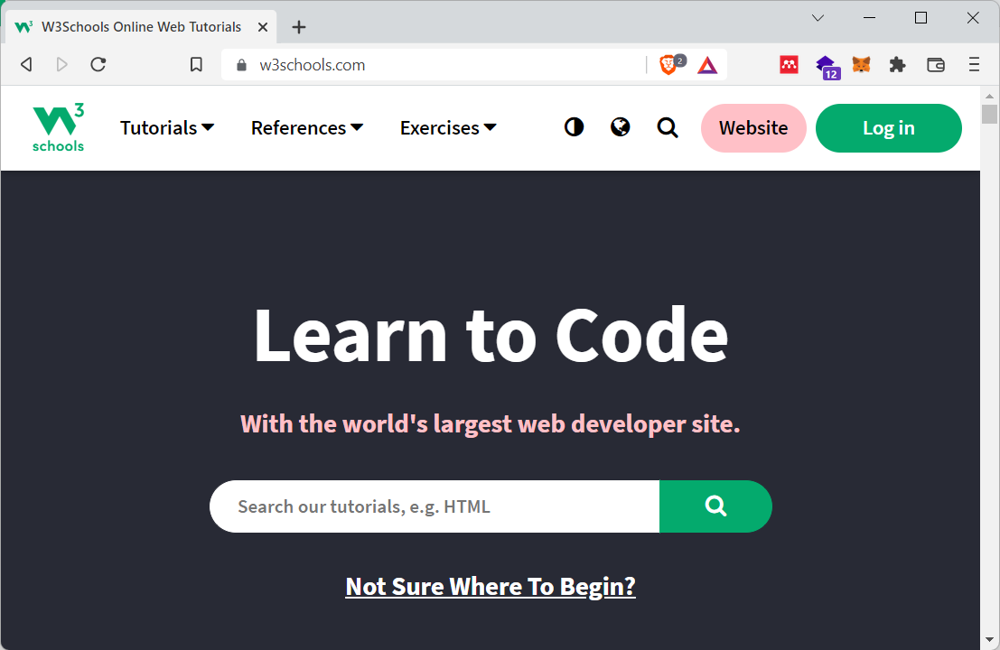 W3Schools Online Web Tutorials
w3schools.com
2
12
W3
schools
Tutorials
References
Exercises
Website
Log in
Learn to Code
With the world's largest web developer site.
Search our tutorials, e.g. HTML
Not Sure Where To Begin?